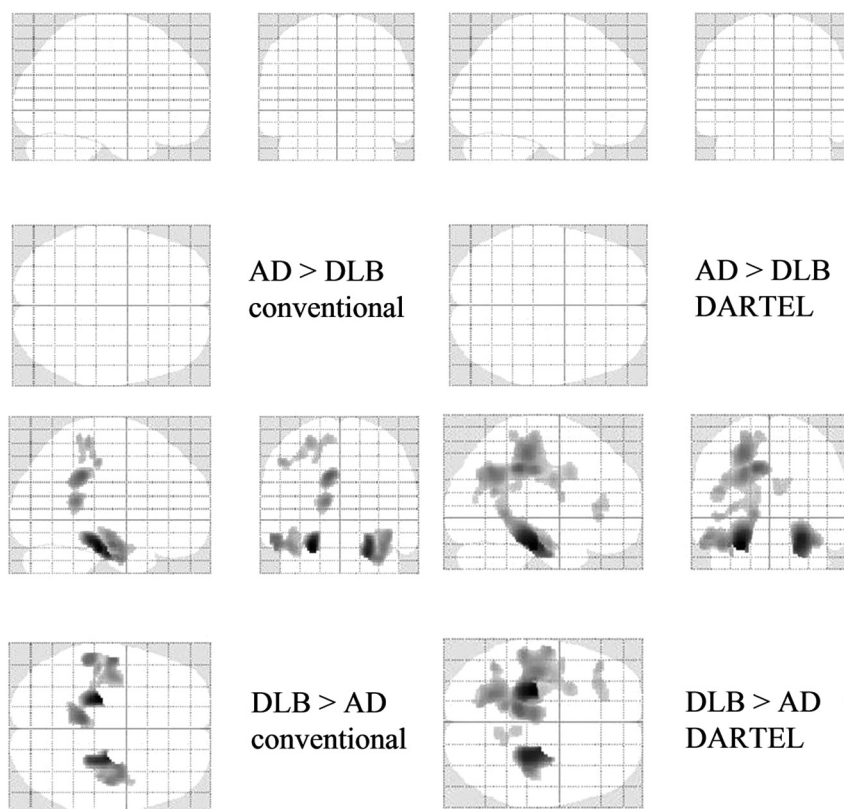 AD > DLB
conventional
AD > DLB
DARTEL
DLB > AD
conventional
DLB > AD
DARTEL